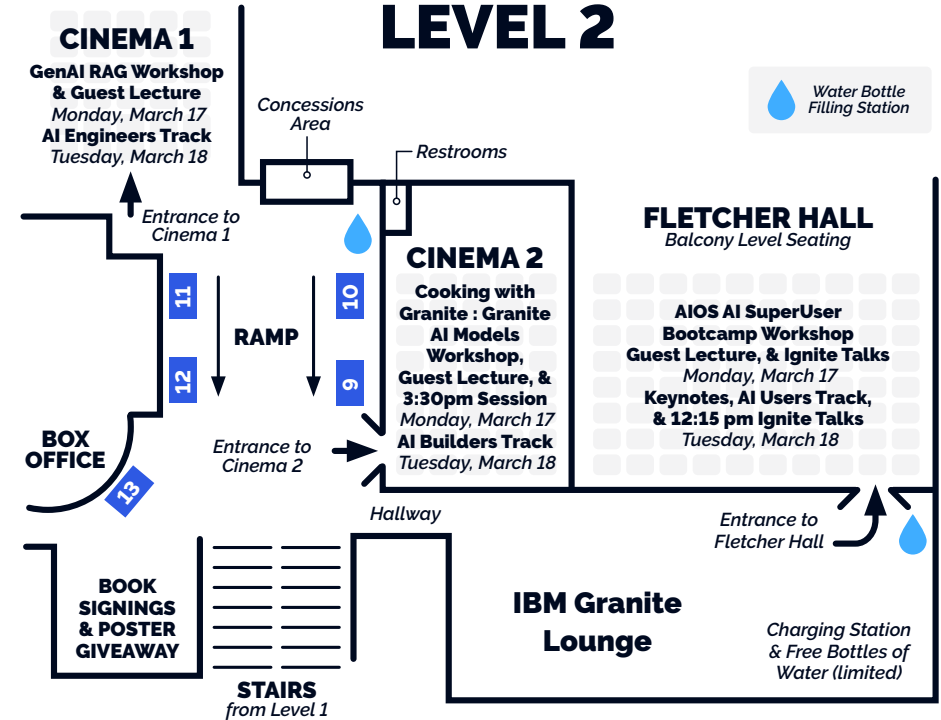 LEVEL 2
CINEMA 1
GenAI RAG Workshop
& Guest Lecture
Monday, March 17
AI Engineers Track
Tuesday, March 18
Concessions
Area
Water Bottle
Filling Station
Restrooms
Entrance to
Cinema 1
FLETCHER HALL
Balcony Level Seating
CINEMA 2
Cooking with
Granite : Granite
AI Models
Workshop,
Guest Lecture, &
3:30pm Session
Monday, March 17
AI Builders Track
Tuesday, March 18
AIOS AI SuperUser
Bootcamp Workshop
Guest Lecture, & Ignite Talks
Monday, March 17
Keynotes, AI Users Track,
& 12:15 pm Ignite Talks
Tuesday, March 18
11
10
RAMP
12
9
BOX
OFFICE
Entrance to
Cinema 2
13
Hallway
Entrance to
Fletcher Hall
BOOK
SIGNINGS
& POSTER
GIVEAWAY
IBM Granite
Lounge
Charging Station
& Free Bottles of
Water (limited)
STAIRS
from Level 1